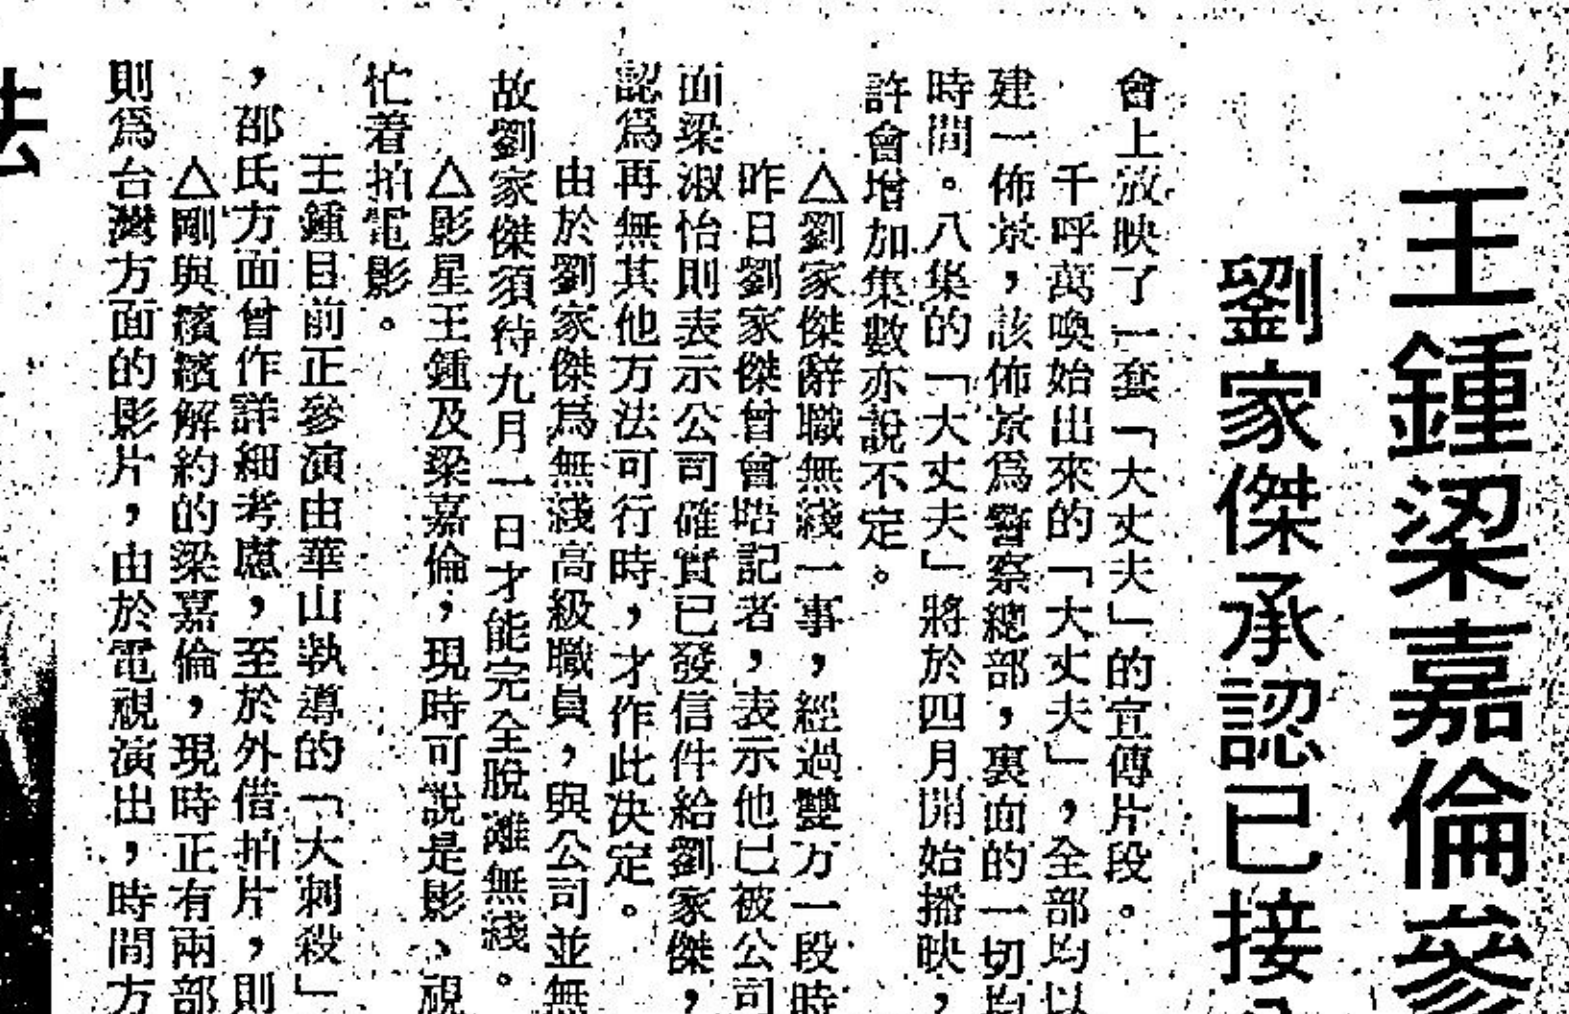 王鍾梁嘉倫參
劉家傑承認已接
會上放映了一套「大丈夫」的宣傳片段。
千呼萬喚始出來的「大丈夫」，全部均以
建一佈景，該佈景為警察總部，裏面的一切均
時間。八集的「大丈夫」將於四月開始播映，
許會增加集數亦說不定。
△劉家傑辭職無綫一事，經過雙方一段時
昨日劉家傑曾會晤記者，表示他已被公司
面梁淑怡則表示公司確實已發信件給劉家傑，
認為再無其他方法可行時，才作此决定。
由於劉家傑為無綫高級職員，與公司並無
故劉家傑須待九月一日才能完全脫離無綫。
△影星王鍾及梁嘉倫，現時可說是影、視
忙着拍電影。
王鍾目前正參演由華山執導的「大刺殺」
，邵氏方面曾作詳細考慮，至於外借拍片，則
△剛與繽繽解約的梁嘉倫，現時正有兩部
則為台灣方面的影片，由於電視演出，時間方
法